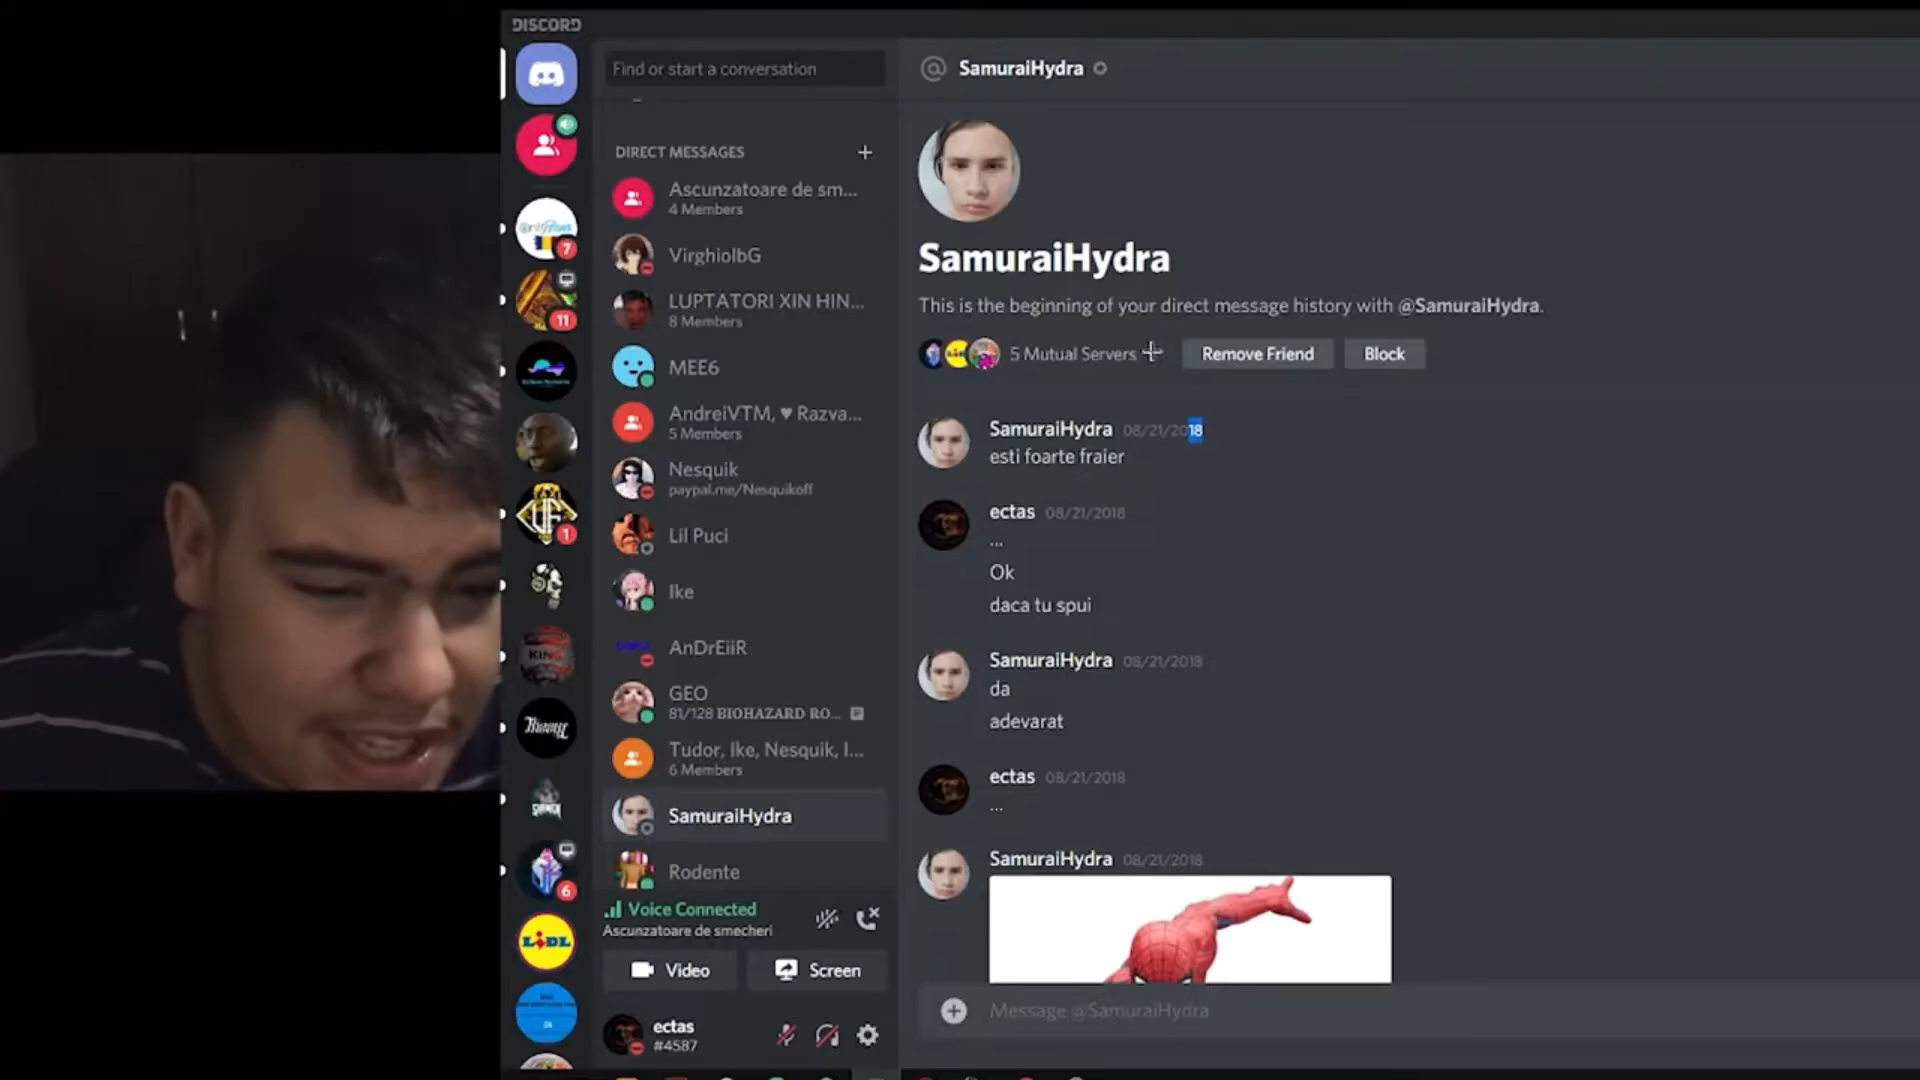 DISCORD
Find or start a conversation
DIRECT MESSAGES
Ascunzatoare de sm...
4 Members
VirghiolbG
LUPTATORI XIN HIN...
8 Members
MEE6
AndreiVTM, ♥ Razva...
5 Members
Nesquik
paypal.me/Nesquikoff
Lil Puci
Ike
AnDrEiiR
GEO
81/128 BIOHAZARD RO...
Tudor, Ike, Nesquik, I...
6 Members
SamuraiHydra
Rodente
Voice Connected
Ascunzatoare de smecheri
Video
Screen
ectas
#4587
7
11
1
KING
6
LiDL
@ SamuraiHydra
SamuraiHydra
This is the beginning of your direct message history with @SamuraiHydra.
5 Mutual Servers
Remove Friend
Block
SamuraiHydra 08/21/2018
esti foarte fraier
ectas 08/21/2018
...
Ok
daca tu spui
SamuraiHydra 08/21/2018
da
adevarat
ectas 08/21/2018
...
SamuraiHydra 08/21/2018
Message @SamuraiHydra